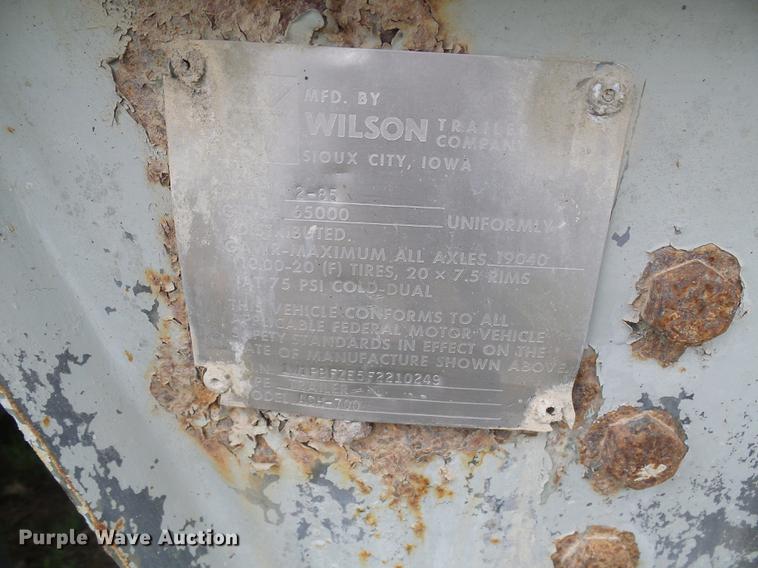 MFD. BY
WILSON TRAILER COMPANY
SIOUX CITY, IOWA
2-85
65000 UNIFORMLY
MAXIMUM ALL AXLES 19040
10.00-20 (F) TIRES, 20 × 7.5 RIMS
AT 75 PSI COLD-DUAL
THIS VEHICLE CONFORMS TO ALL
FEDERAL MOTOR VEHICLE
SAFETY STANDARDS IN EFFECT ON THE
DATE OF MANUFACTURE SHOWN ABOVE
TRAILER
MODEL
Purple Wave Auction